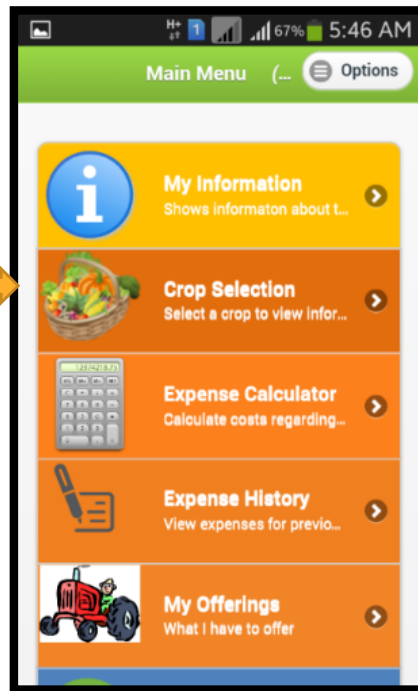 H+ 1 67% 5:46 AM
Main Menu (... Options
My Information
Shows informaton about t...
Crop Selection
Select a crop to view infor...
Expense Calculator
Calculate costs regarding...
Expense History
View expenses for previo...
My Offerings
What I have to offer